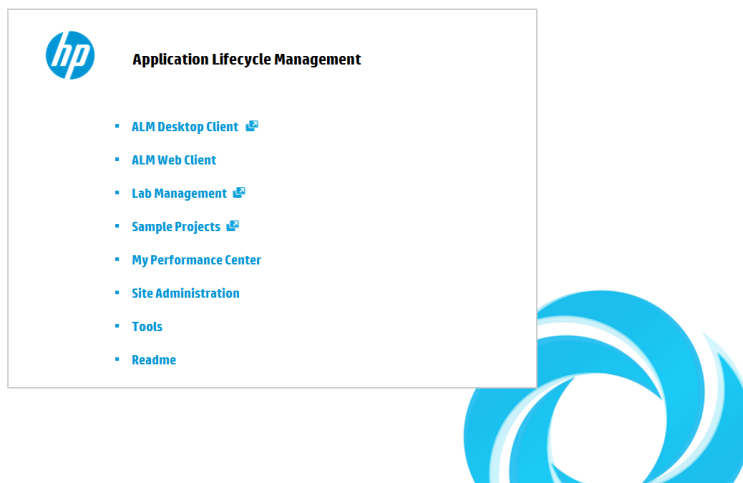 hp
Application Lifecycle Management
ALM Desktop Client
ALM Web Client
Lab Management
Sample Projects
My Performance Center
Site Administration
Tools
Readme